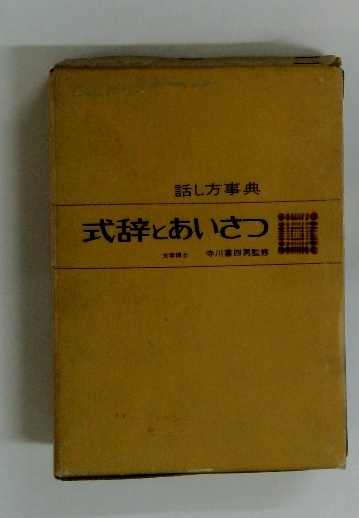 話し方事典
式辞とあいさつ
文学博士 寺川喜四男監修